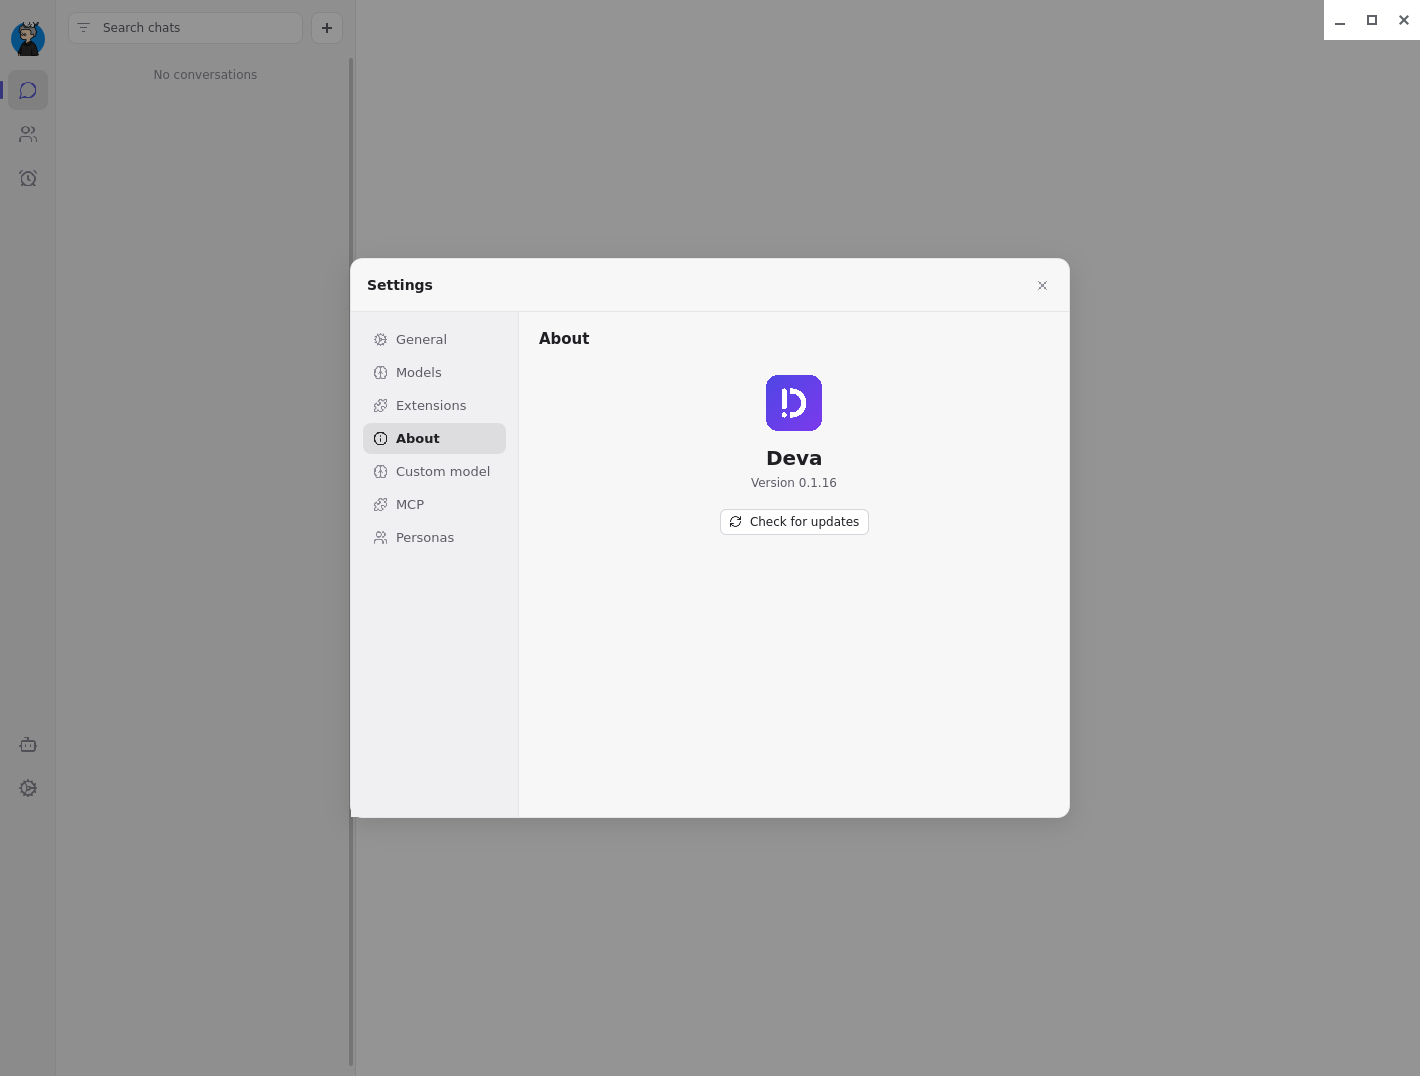 Search chats
No conversations
Settings
General
Models
Extensions
About
Custom model
MCP
Personas
About
Deva
Version 0.1.16
Check for updates